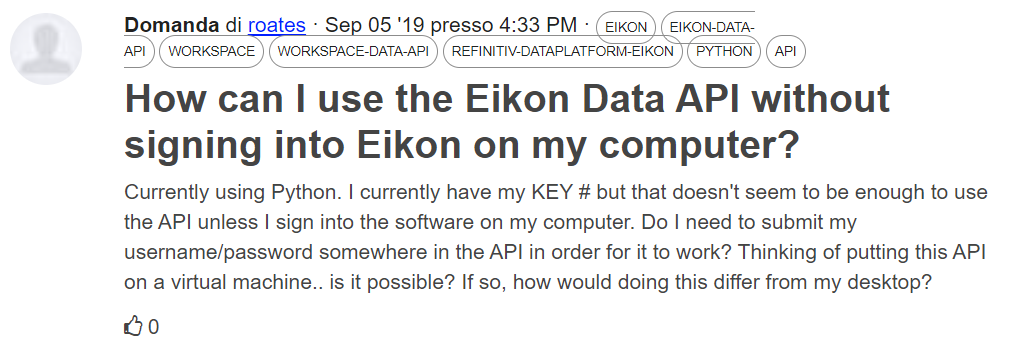 Domanda di roates · Sep 05 '19 presso 4:33 PM · EIKON EIKON-DATA-
API WORKSPACE WORKSPACE-DATA-API REFINITIV-DATAPLATFORM-EIKON PYTHON API
How can I use the Eikon Data API without
signing into Eikon on my computer?
Currently using Python. I currently have my KEY # but that doesn't seem to be enough to use
the API unless I sign into the software on my computer. Do I need to submit my
username/password somewhere in the API in order for it to work? Thinking of putting this API
on a virtual machine.. is it possible? If so, how would doing this differ from my desktop?
0